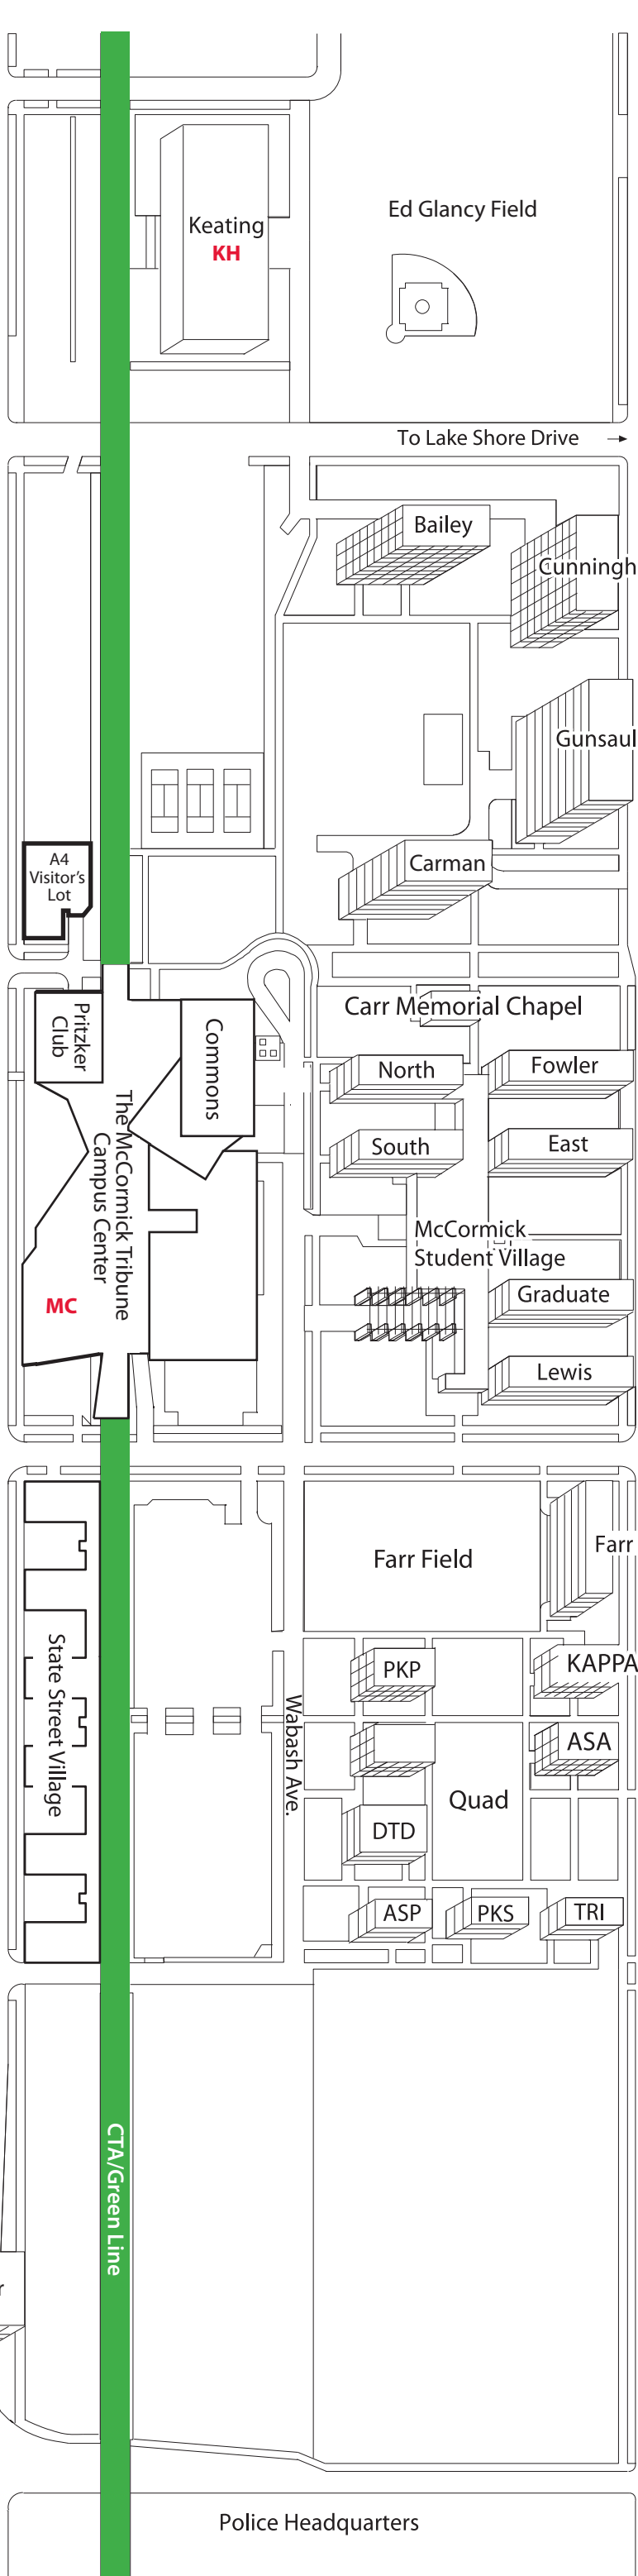 Ed Glancy Field
Keating
KH
To Lake Shore Drive
Bailey
Cunningh
Gunsaul
A4
Visitor's
Lot
Carman
Pritzker
Club
Commons
Carr Memorial Chapel
North
Fowler
The McCormick Tribune
Campus Center
South
East
McCormick
Student Village
MC
Graduate
Lewis
Farr Field
Farr
State Street Village
PKP
KAPPA
Wabash Ave.
ASA
Quad
DTD
ASP
PKS
TRI
CTA/Green Line
r
Police Headquarters